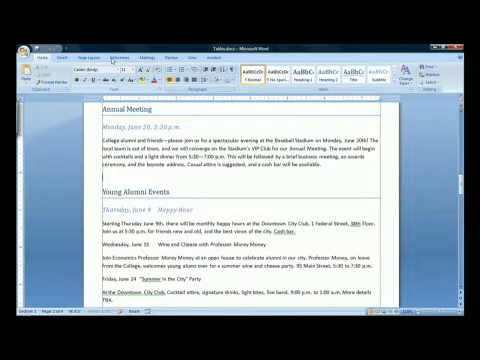 Tables.docx - Microsoft Word
Home Insert Page Layout References Mailings Review View Acrobat
Calibri (Body) 11
Paste
Format Painter
AaBbCcDc AaBbCcDc AaBbC AaBbCc AaBbCc AaBbCcDc
¶ Normal ¶ No Spa... Heading 1 Heading 2 Title Subtitle
Change Styles
Find
Replace
Select
Clipboard Font Paragraph Styles Editing
Annual Meeting
Monday, June 20, 5:30 p.m.
College alumni and friends—please join us for a spectacular evening at the Baseball Stadium on Monday, June 20th! The
local team is out of town, and we will converge on the Stadium's VIP Club for our Annual Meeting. The event will begin
with cocktails and a light dinner from 5:30—7:00 p.m. This will be followed by a brief business meeting, an awards
ceremony, and the keynote address. Casual attire is suggested, and a cash bar will be available.
Young Alumni Events
Thursday, June 9 Happy Hour
Starting Thursday June 9th, there will be monthly happy hours at the Downtown City Club, 1 Federal Street, 38th Floor.
Join us at 5:30 p.m. for friends new and old, and the best views of the city. Cash bar.
Wednesday, June 15 Wine and Cheese with Professor Morey Money
Join Economics Professor Morey Money at an open house to celebrate alumni in our city. Professor Money, on leave
from the College, welcomes young alums over for a summer wine and cheese party. 95 Main Street, 5:30 to 7:30 p.m.
Friday, June 24 "Summer in the City" Party
At the Downtown City Club. Cocktail attire, signature drinks, light bites, live band. 9:00 p.m. to 1:00 a.m. More details
TBA.